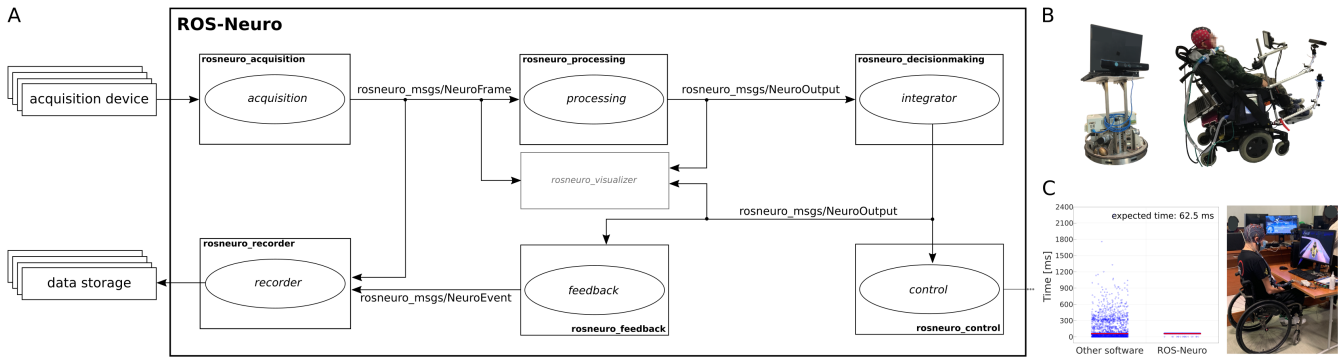 A
ROS-Neuro
rosneuro_acquisition
acquisition
acquisition device
rosneuro_msgs/NeuroFrame
rosneuro_processing
processing
rosneuro_msgs/NeuroOutput
rosneuro_decisionmaking
integrator
rosneuro_visualizer
rosneuro_msgs/NeuroOutput
rosneuro_recorder
recorder
data storage
rosneuro_msgs/NeuroEvent
feedback
rosneuro_feedback
control
rosneuro_control
B
C
expected time: 62.5 ms
Time [ms]
2400
2100
1800
1500
1200
900
600
300
0
Other software
ROS-Neuro